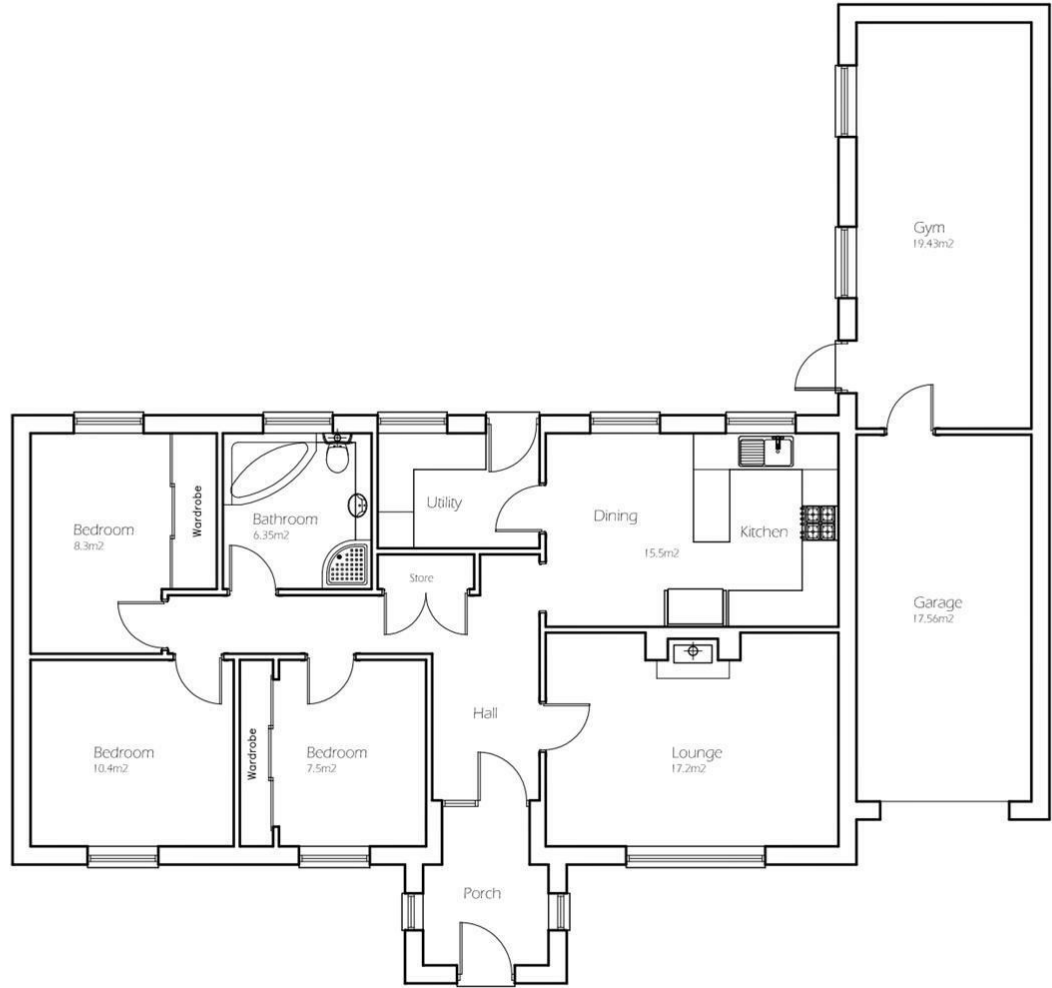 Gym
19.43m2
Bedroom
8.3m2
Wardrobe
Bathroom
6.35m2
Utility
Dining
Kitchen
15.5m2
Store
Garage
17.56m2
Bedroom
10.4m2
Wardrobe
Bedroom
7.5m2
Hall
Lounge
17.2m2
Porch